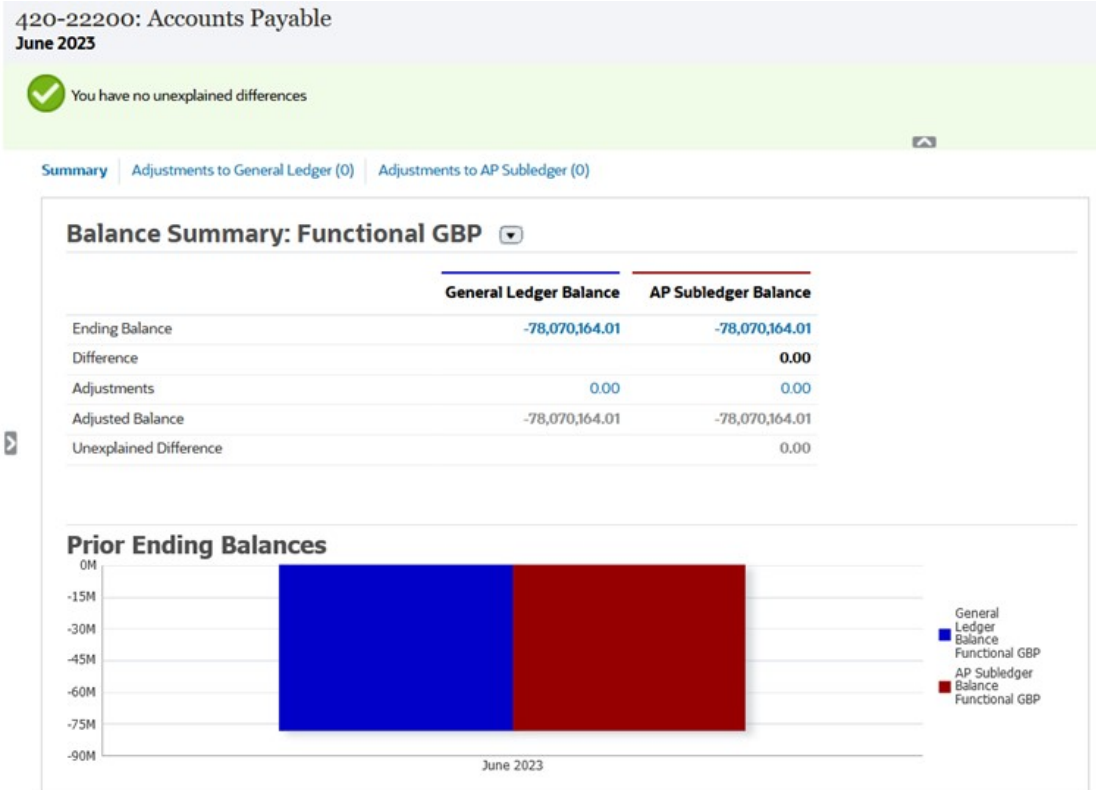 420-22200: Accounts Payable
June 2023
You have no unexplained differences
Summary Adjustments to General Ledger (0) Adjustments to AP Subledger (0)
Balance Summary: Functional GBP
General Ledger Balance AP Subledger Balance
Ending Balance -78,070,164.01 -78,070,164.01
Difference 0.00
Adjustments 0.00 0.00
Adjusted Balance -78,070,164.01 -78,070,164.01
Unexplained Difference 0.00
Prior Ending Balances
0M
-15M
-30M
-45M
-60M
-75M
-90M
June 2023
General
Ledger
Balance
Functional GBP
AP Subledger
Balance
Functional GBP